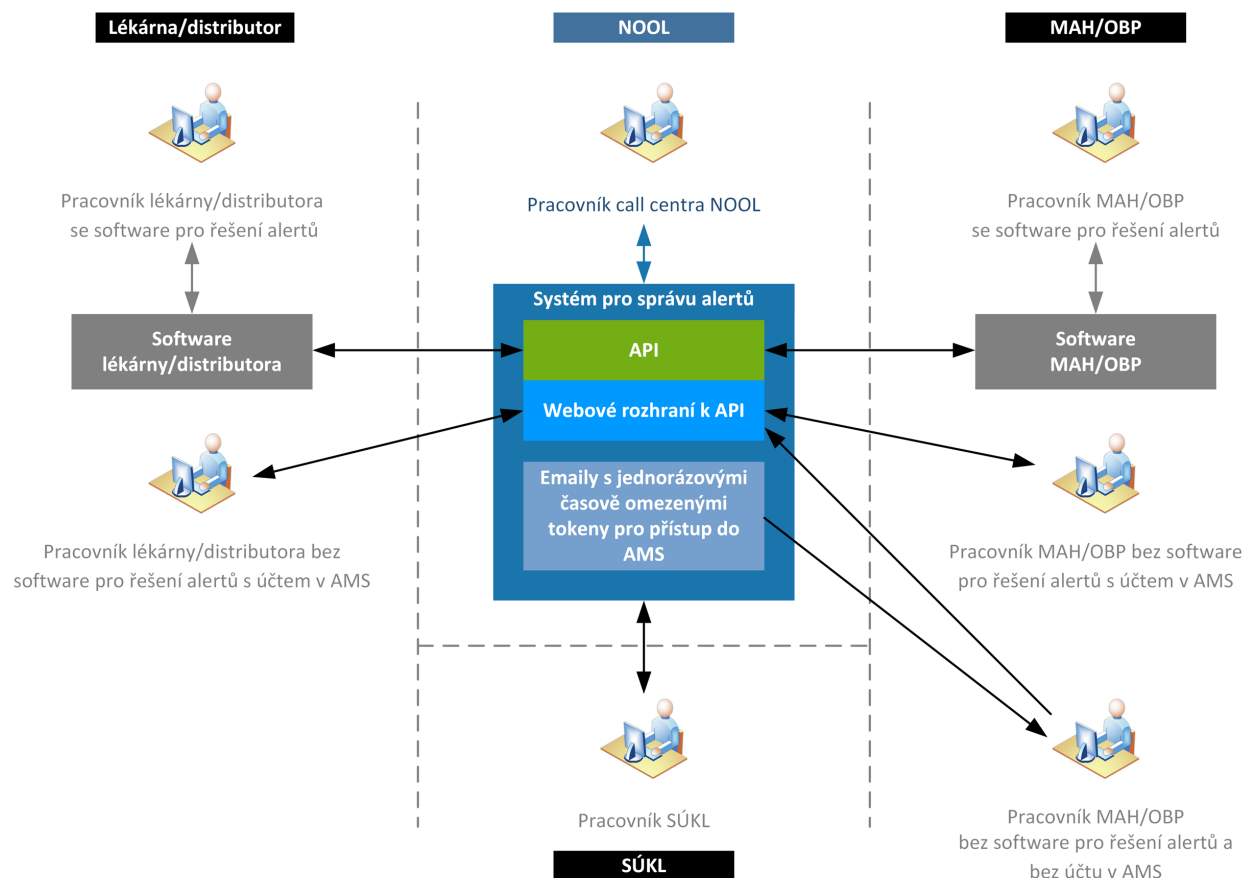 Lékárna/distributor
NOOL
MAH/OBP
Pracovník lékárny/distributora
se software pro řešení alertů
Pracovník call centra NOOL
Pracovník MAH/OBP
se software pro řešení alertů
Systém pro správu alertů
Software
lékárny/distributora
API
Software
MAH/OBP
Webové rozhraní k API
Emaily s jednorázovými
časově omezenými
tokeny pro přístup do
AMS
Pracovník lékárny/distributora bez
software pro řešení alertů s účtem v AMS
Pracovník MAH/OBP bez software
pro řešení alertů s účtem v AMS
Pracovník SÚKL
SÚKL
Pracovník MAH/OBP
bez software pro řešení alertů a
bez účtu v AMS